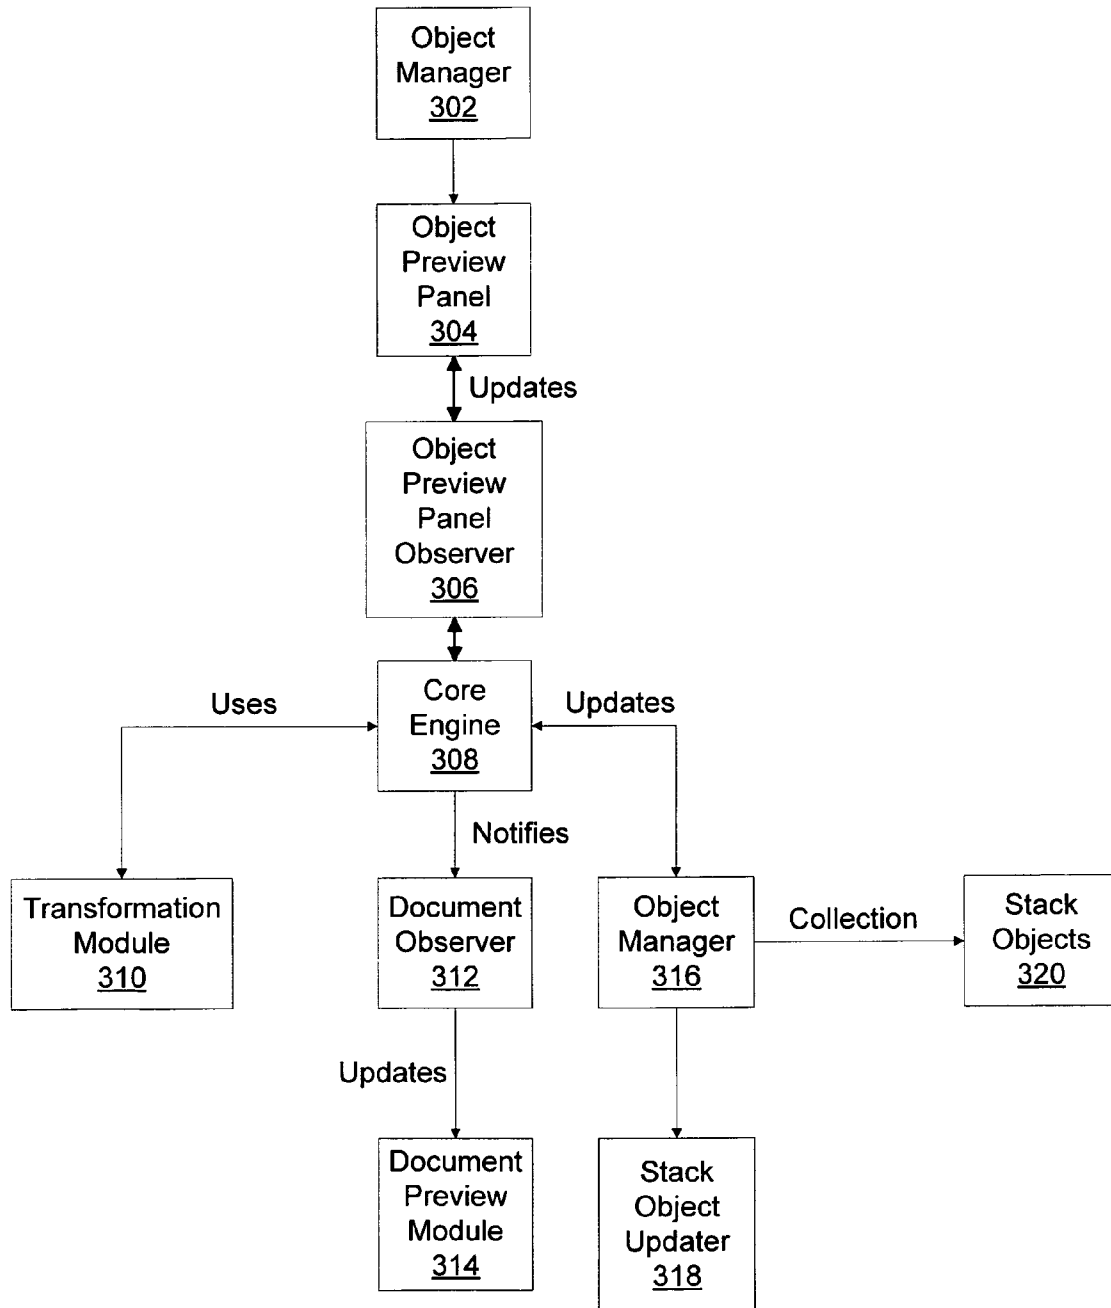 Object
Manager
302
Object
Preview
Panel
304
Updates
Object
Preview
Panel
Observer
306
Uses
Core
Engine
308
Updates
Notifies
Transformation
Module
310
Document
Observer
312
Object
Manager
316
Collection
Stack
Objects
320
Updates
Document
Preview
Module
314
Stack
Object
Updater
318